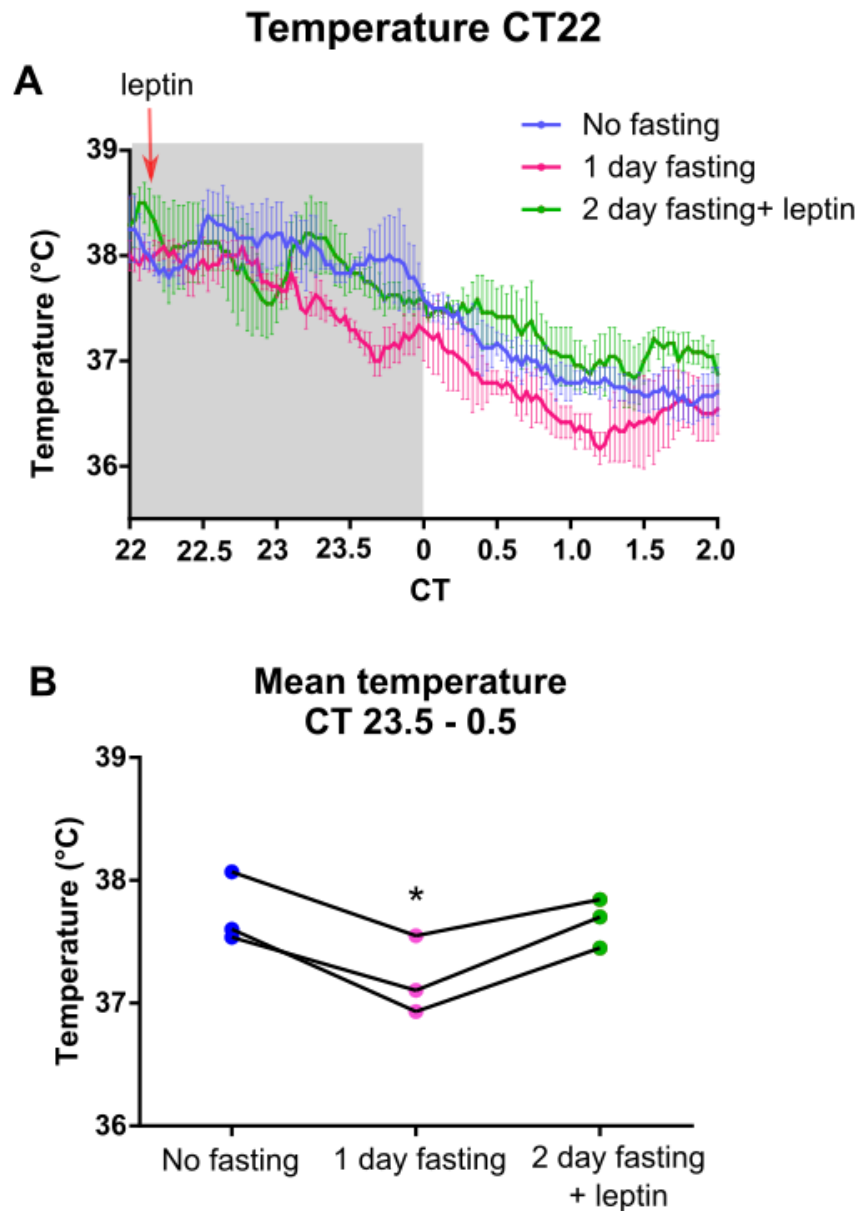 Temperature CT22
A
leptin
No fasting
1 day fasting
2 day fasting+ leptin
Temperature (°C)
39
38
37
36
22 22.5 23 23.5 0 0.5 1.0 1.5 2.0
CT
B
Mean temperature
CT 23.5 - 0.5
Temperature (°C)
39
38
37
36
*
No fasting 1 day fasting 2 day fasting
+ leptin